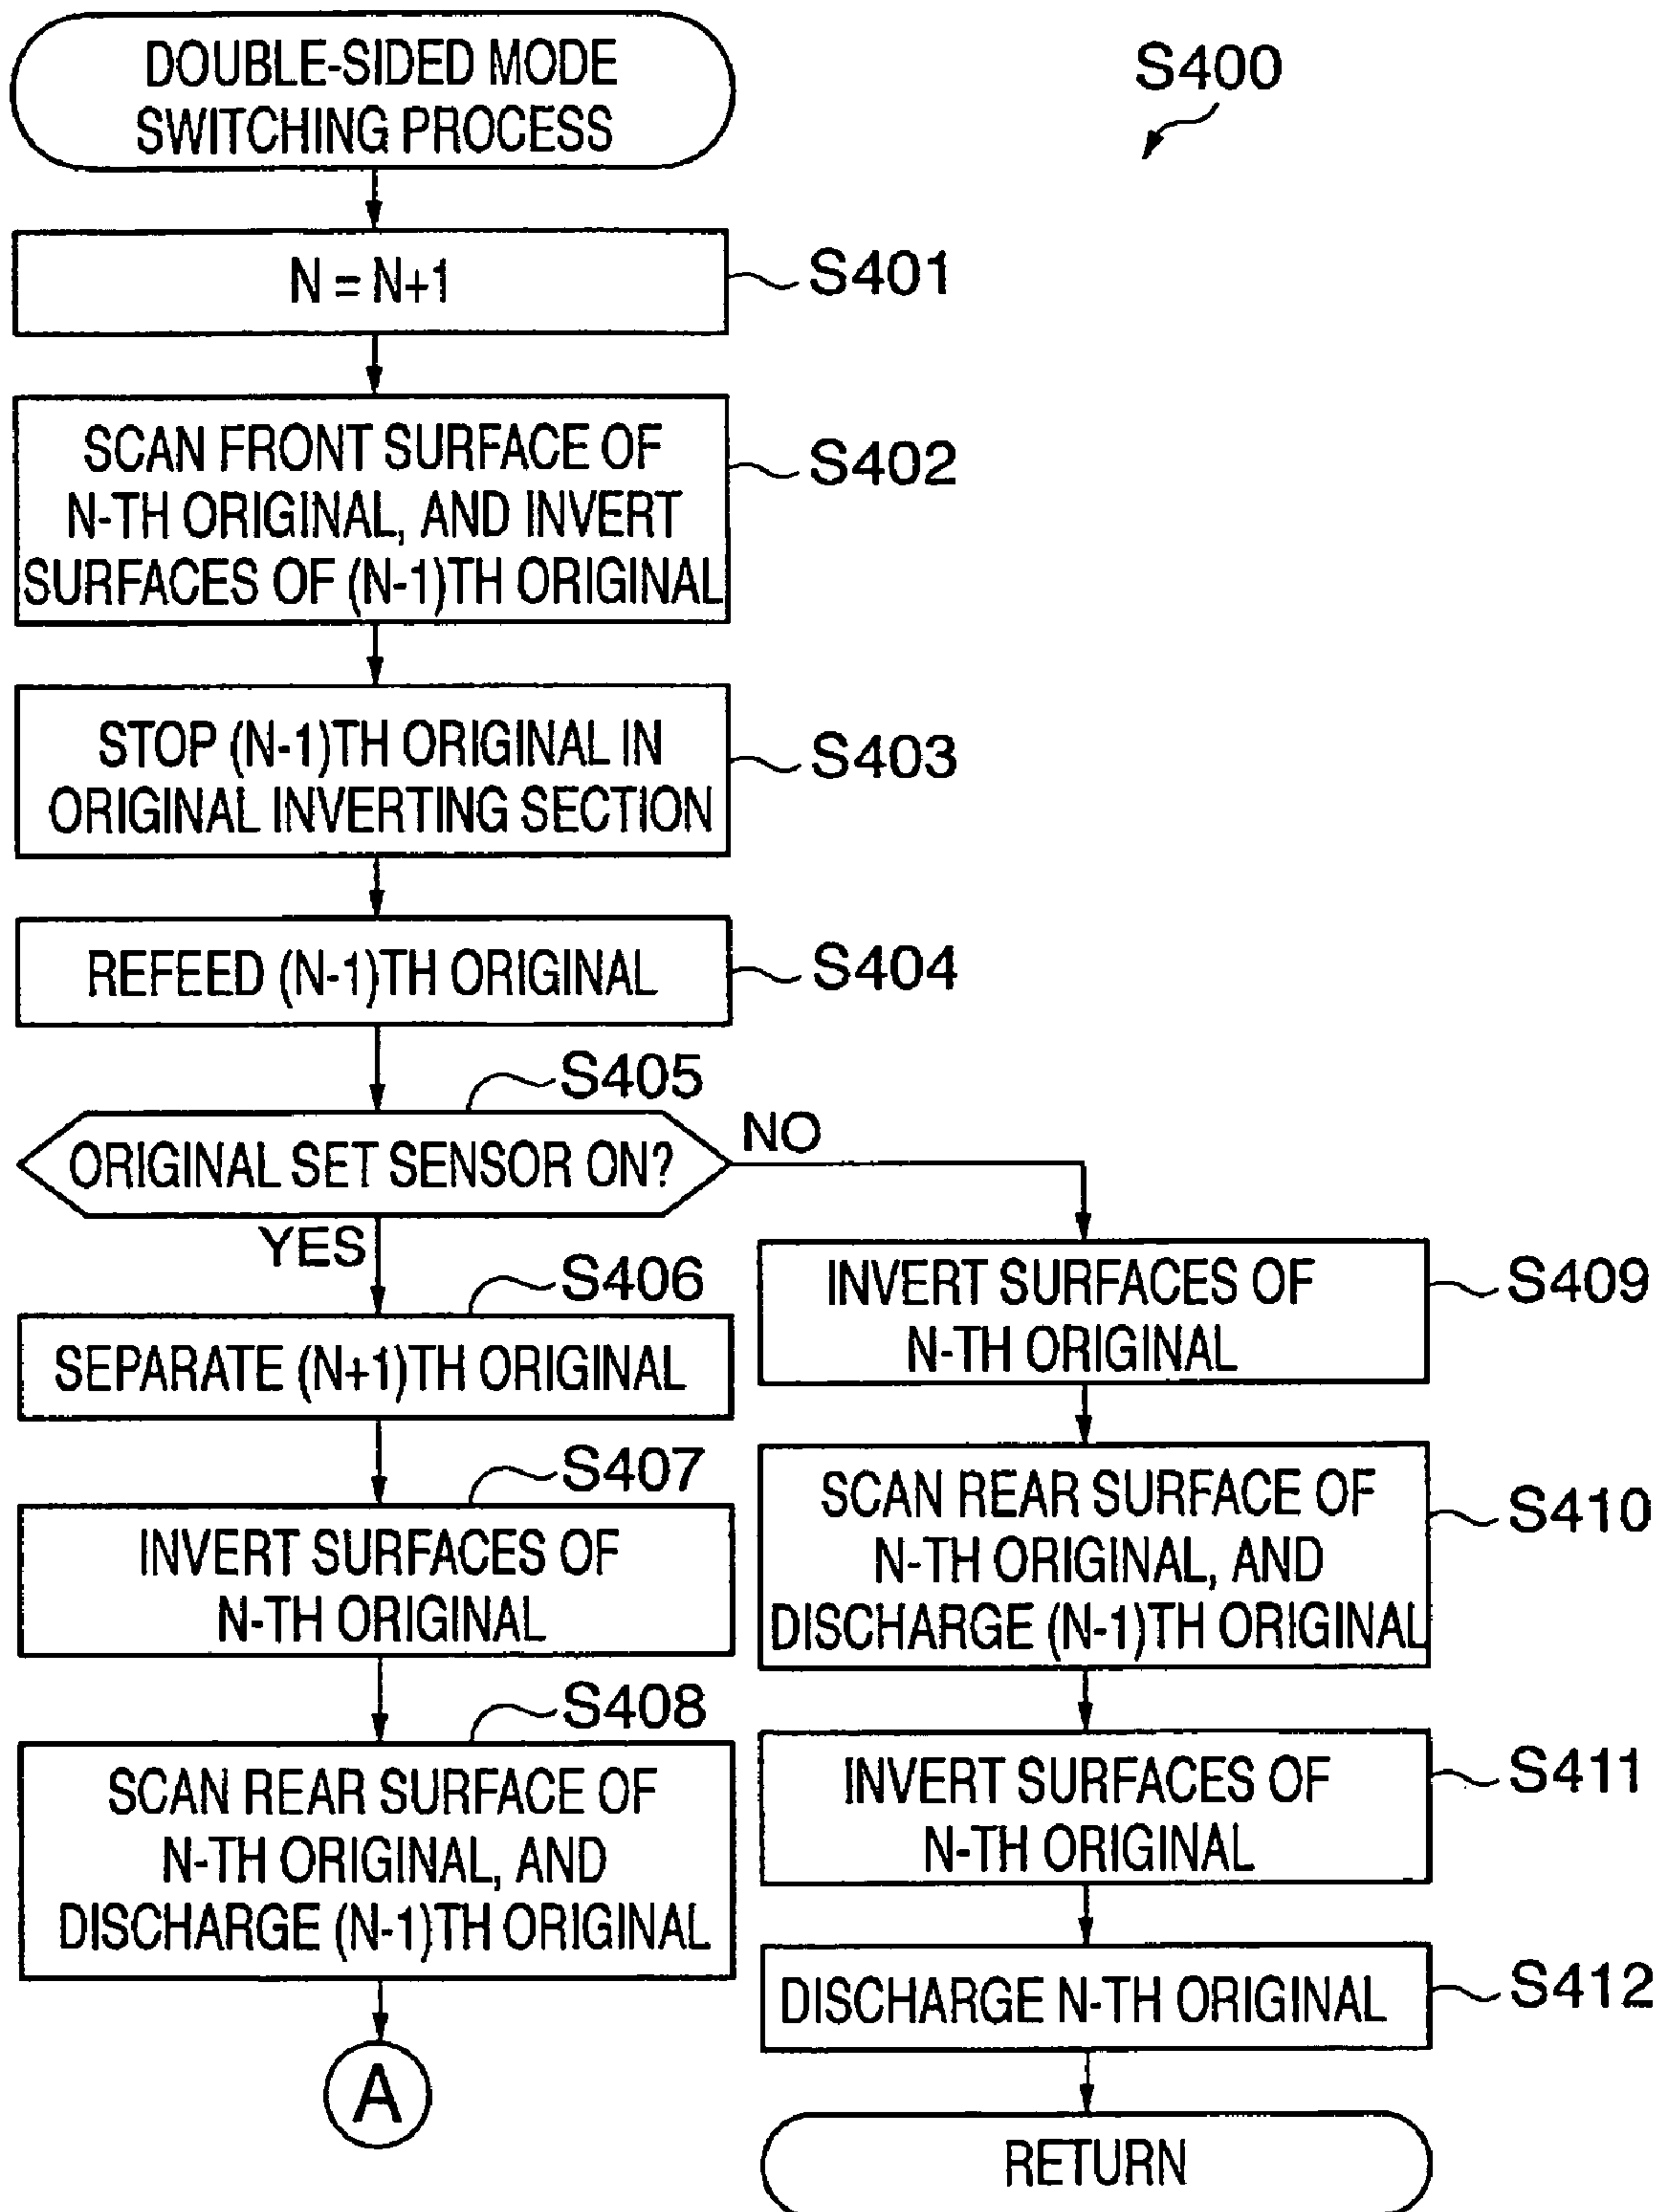 DOUBLE-SIDED MODE
SWITCHING PROCESS
S400
N = N+1
S401
SCAN FRONT SURFACE OF
N-TH ORIGINAL, AND INVERT
SURFACES OF (N-1)TH ORIGINAL
S402
STOP (N-1)TH ORIGINAL IN
ORIGINAL INVERTING SECTION
S403
REFEED (N-1)TH ORIGINAL
S404
S405
ORIGINAL SET SENSOR ON?
NO
YES
S406
SEPARATE (N+1)TH ORIGINAL
S407
INVERT SURFACES OF
N-TH ORIGINAL
S408
SCAN REAR SURFACE OF
N-TH ORIGINAL, AND
DISCHARGE (N-1)TH ORIGINAL
A
INVERT SURFACES OF
N-TH ORIGINAL
S409
SCAN REAR SURFACE OF
N-TH ORIGINAL, AND
DISCHARGE (N-1)TH ORIGINAL
S410
INVERT SURFACES OF
N-TH ORIGINAL
S411
DISCHARGE N-TH ORIGINAL
S412
RETURN